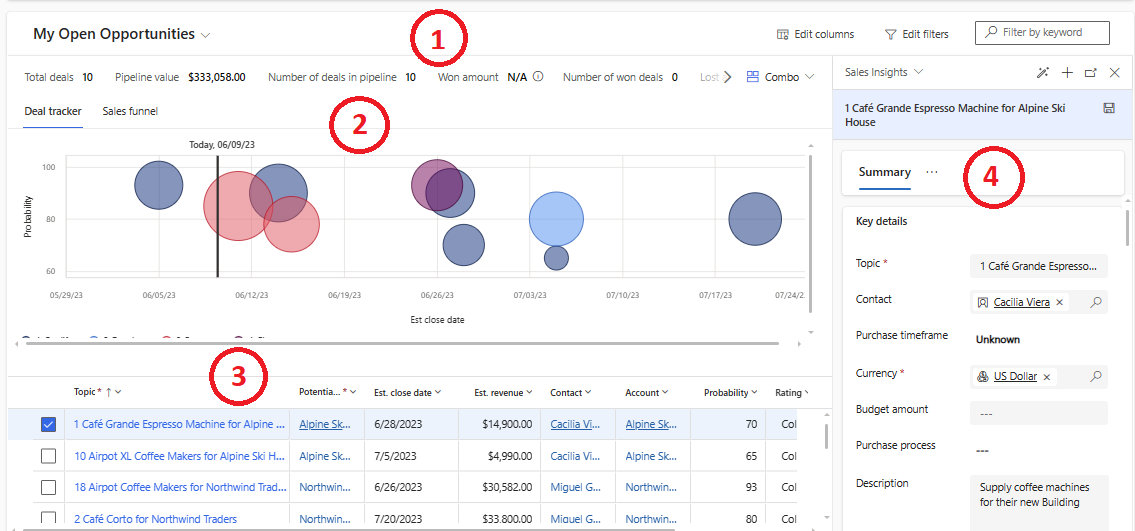 My Open Opportunities
1
Edit columns
Edit filters
Filter by keyword
Total deals 10 Pipeline value $333,058.00 Number of deals in pipeline 10 Won amount N/A Number of won deals 0 Lost
Combo
Deal tracker Sales funnel
2
Today, 06/09/23
Probability
100
80
60
05/29/23 06/05/23 06/12/23 06/19/23 06/26/23 07/03/23 07/10/23 07/17/23 07/24/2
Est close date
3
Topic* Potentia...* Est. close date Est. revenue Contact Account Probability Rating
1 Café Grande Espresso Machine for Alpine ... Alpine Sk... 6/28/2023 $14,900.00 Cacilia Vi... Alpine Sk... 70 Col
10 Airpot XL Coffee Makers for Alpine Ski H... Alpine Sk... 7/5/2023 $4,990.00 Cacilia Vi... Alpine Sk... 65 Col
18 Airpot Coffee Makers for Northwind Trad... Northwin... 6/26/2023 $30,582.00 Miguel G... Northwin... 93 Col
2 Café Corto for Northwind Traders Northwin... 7/20/2023 $33,800.00 Miguel G... Northwin... 80 Col
Sales Insights
1 Café Grande Espresso Machine for Alpine Ski
House
Summary ...
4
Key details
Topic * 1 Café Grande Espresso...
Contact Cacilia Viera
Purchase timeframe Unknown
Currency * US Dollar
Budget amount ---
Purchase process ---
Description Supply coffee machines
for their new Building